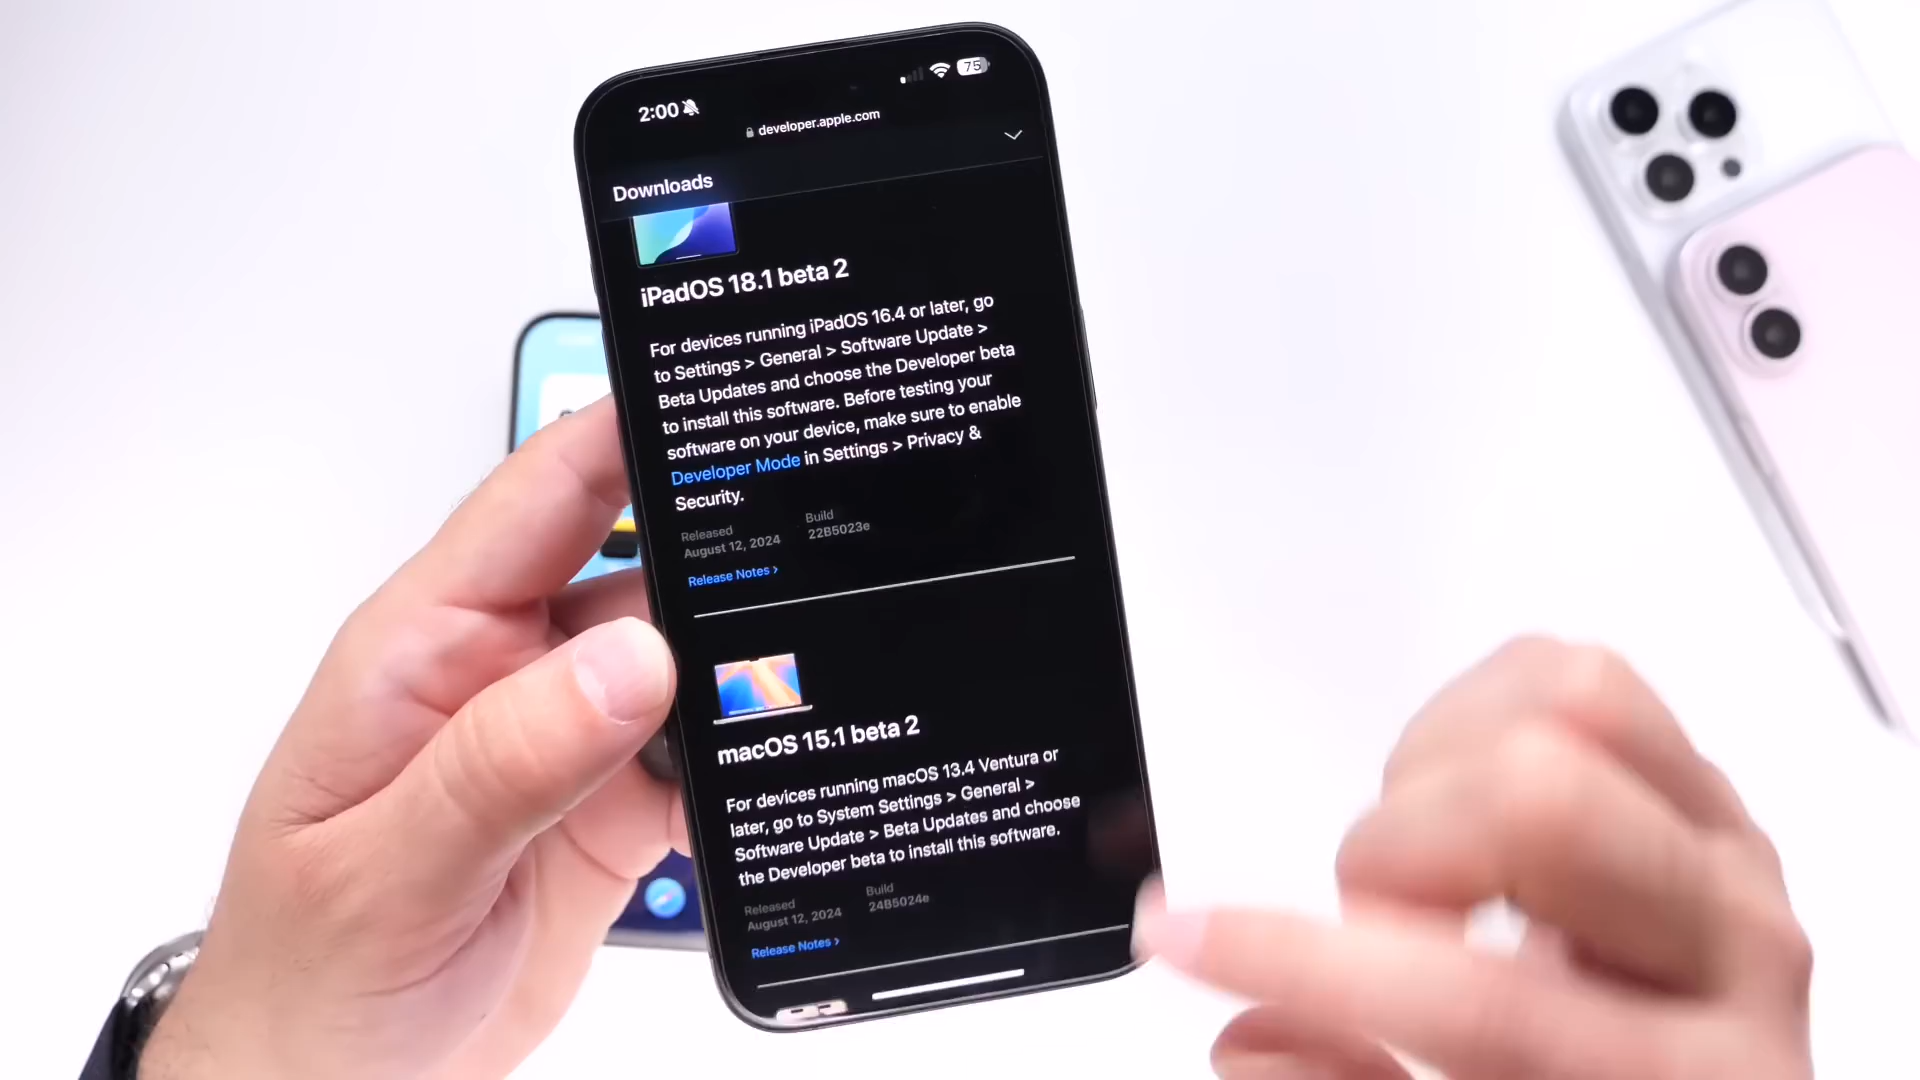 2:00
75
developer.apple.com
Downloads
iPadOS 18.1 beta 2
For devices running iPadOS 16.4 or later, go
to Settings > General > Software Update >
Beta Updates and choose the Developer beta
to install this software. Before testing your
software on your device, make sure to enable
Developer Mode in Settings > Privacy &
Security.
Released
August 12, 2024
Build
22B5023e
Release Notes >
macOS 15.1 beta 2
For devices running macOS 13.4 Ventura or
later, go to System Settings > General >
Software Update > Beta Updates and choose
the Developer beta to install this software.
Released
August 12, 2024
Build
24B5024e
Release Notes >